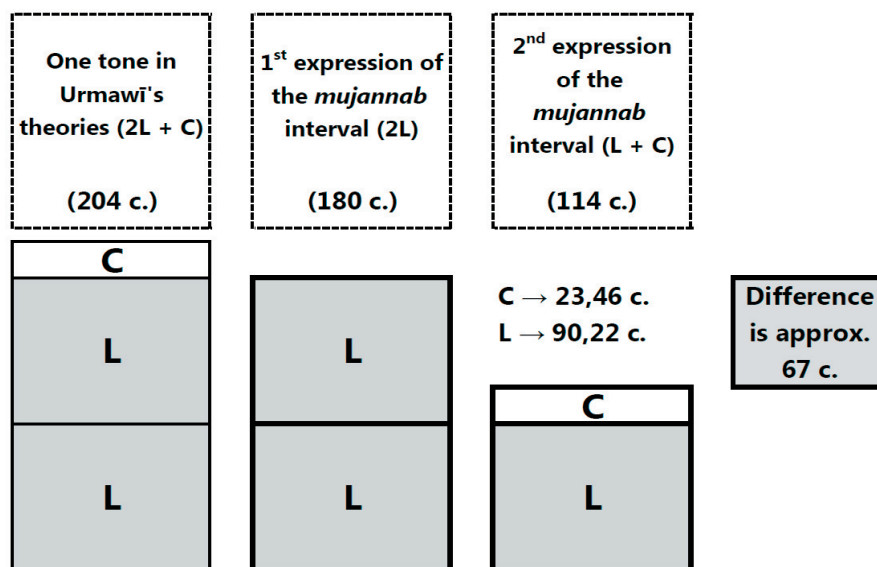 One tone in
Urmawī's
theories (2L + C)
(204 c.)
1st expression of
the mujannab
interval (2L)
(180 c.)
2nd expression
of the
mujannab
interval (L + C)
(114 c.)
C
L
L
L
L
C → 23,46 c.
L → 90,22 c.
C
L
Difference
is approx.
67 c.